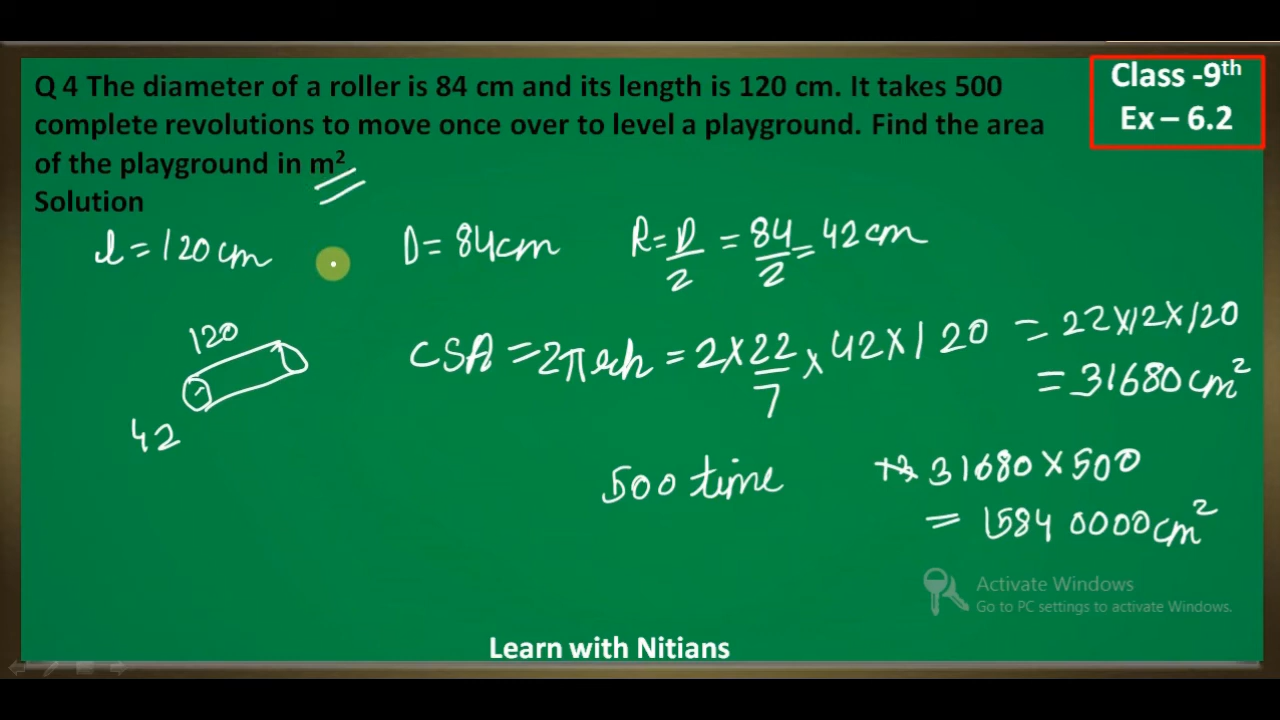 Q 4 The diameter of a roller is 84 cm and its length is 120 cm. It takes 500
complete revolutions to move once over to level a playground. Find the area
of the playground in m²
Solution
Class -9th
Ex – 6.2
l = 120 cm
D = 84 cm
R = D/2 = 84/2 = 42 cm
120
42
CSA = 2πrh = 2 × 22/7 × 42 × 120
= 22×12×120
= 31680 cm²
500 time
31680 × 500
= 1584 0000 cm²
Activate Windows
Go to PC settings to activate Windows.
Learn with Nitians